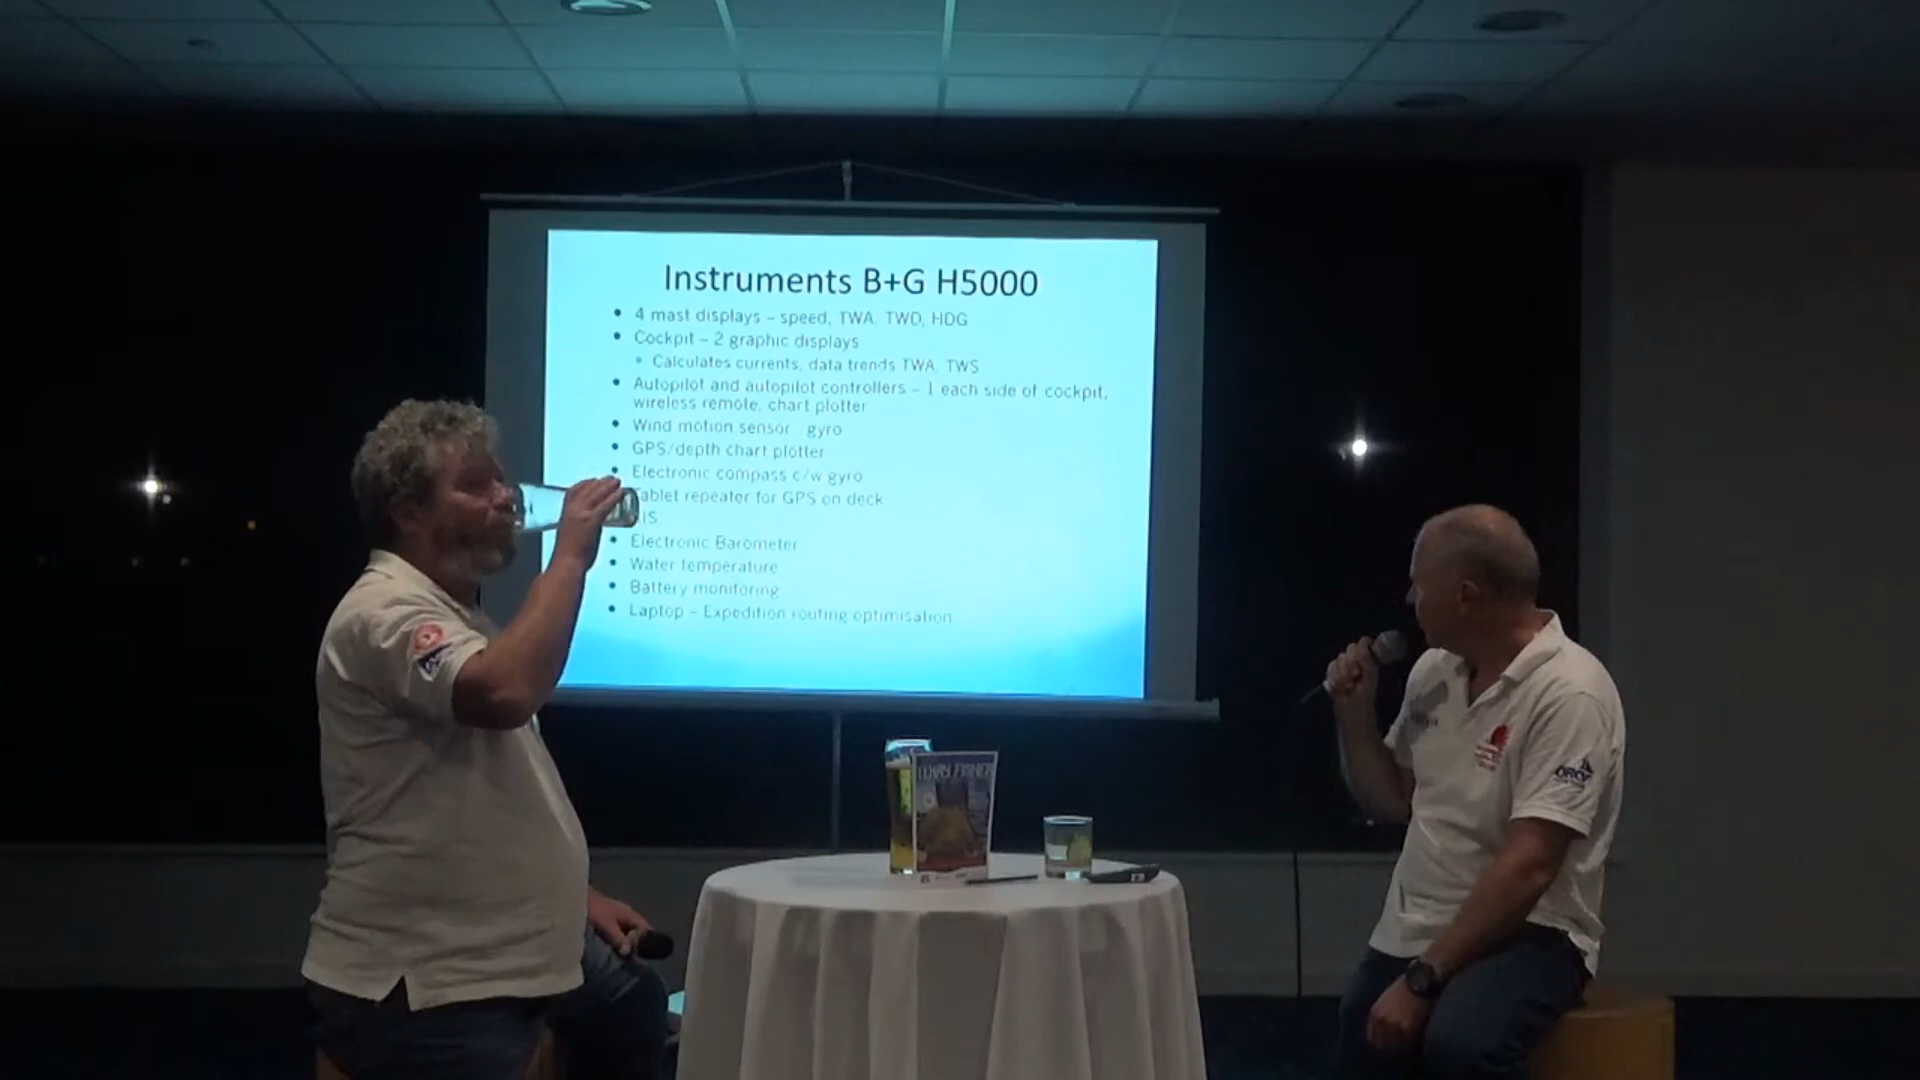 Instruments B+G H5000
• 4 mast displays – speed, TWA, TWD, HDG
• Cockpit – 2 graphic displays
• Calculates currents, data trends TWA, TWS
• Autopilot and autopilot controllers – 1 each side of cockpit,
wireless remote, chart plotter
• Wind motion sensor gyro
• GPS/depth chart plotter
• Electronic compass c/w gyro
Tablet repeater for GPS on deck
AIS
• Electronic Barometer
• Water temperature
• Battery monitoring
• Laptop – Expedition routing optimisation